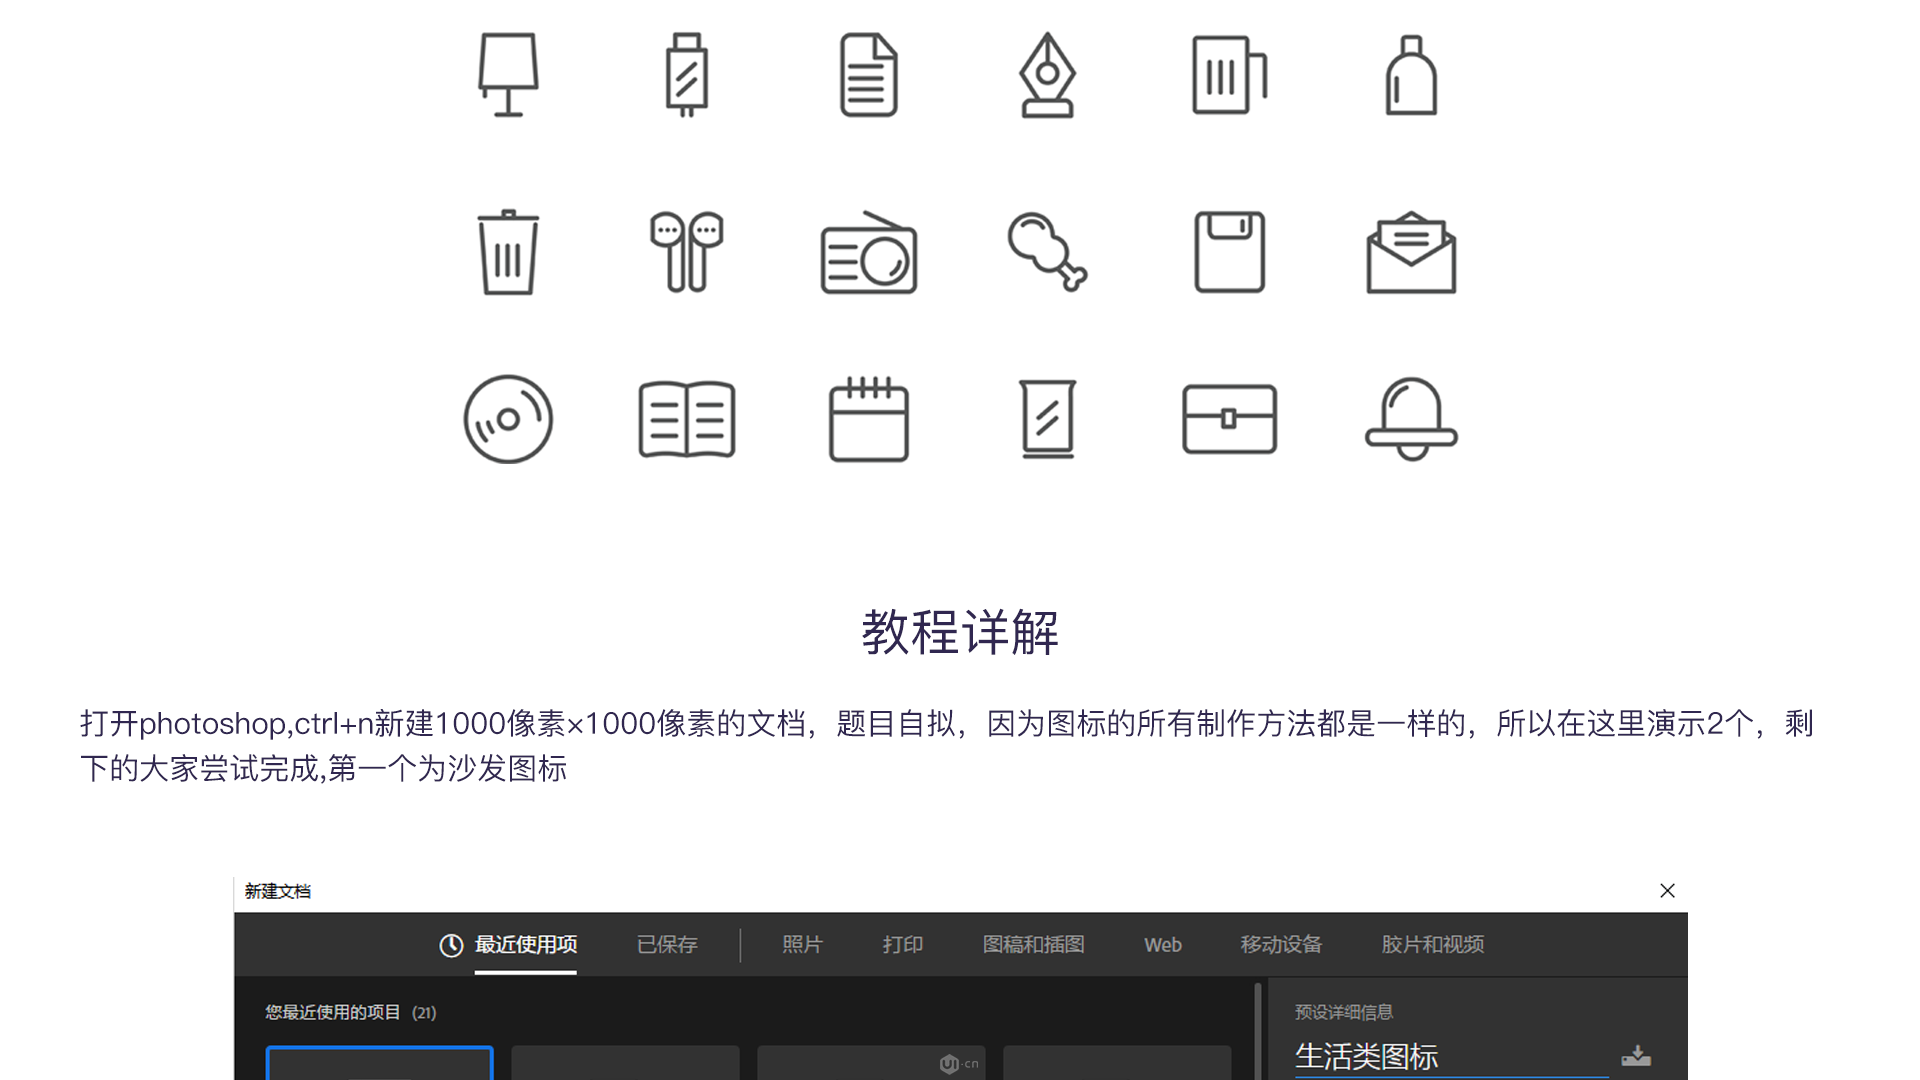 教程详解
打开photoshop,ctrl+n新建1000像素×1000像素的文档，题目自拟，因为图标的所有制作方法都是一样的，所以在这里演示2个，剩
下的大家尝试完成,第一个为沙发图标
新建文档
最近使用项 已保存 照片 打印 图稿和插图 Web 移动设备 胶片和视频
您最近使用的项目 (21) 预设详细信息
生活类图标
UI·cn